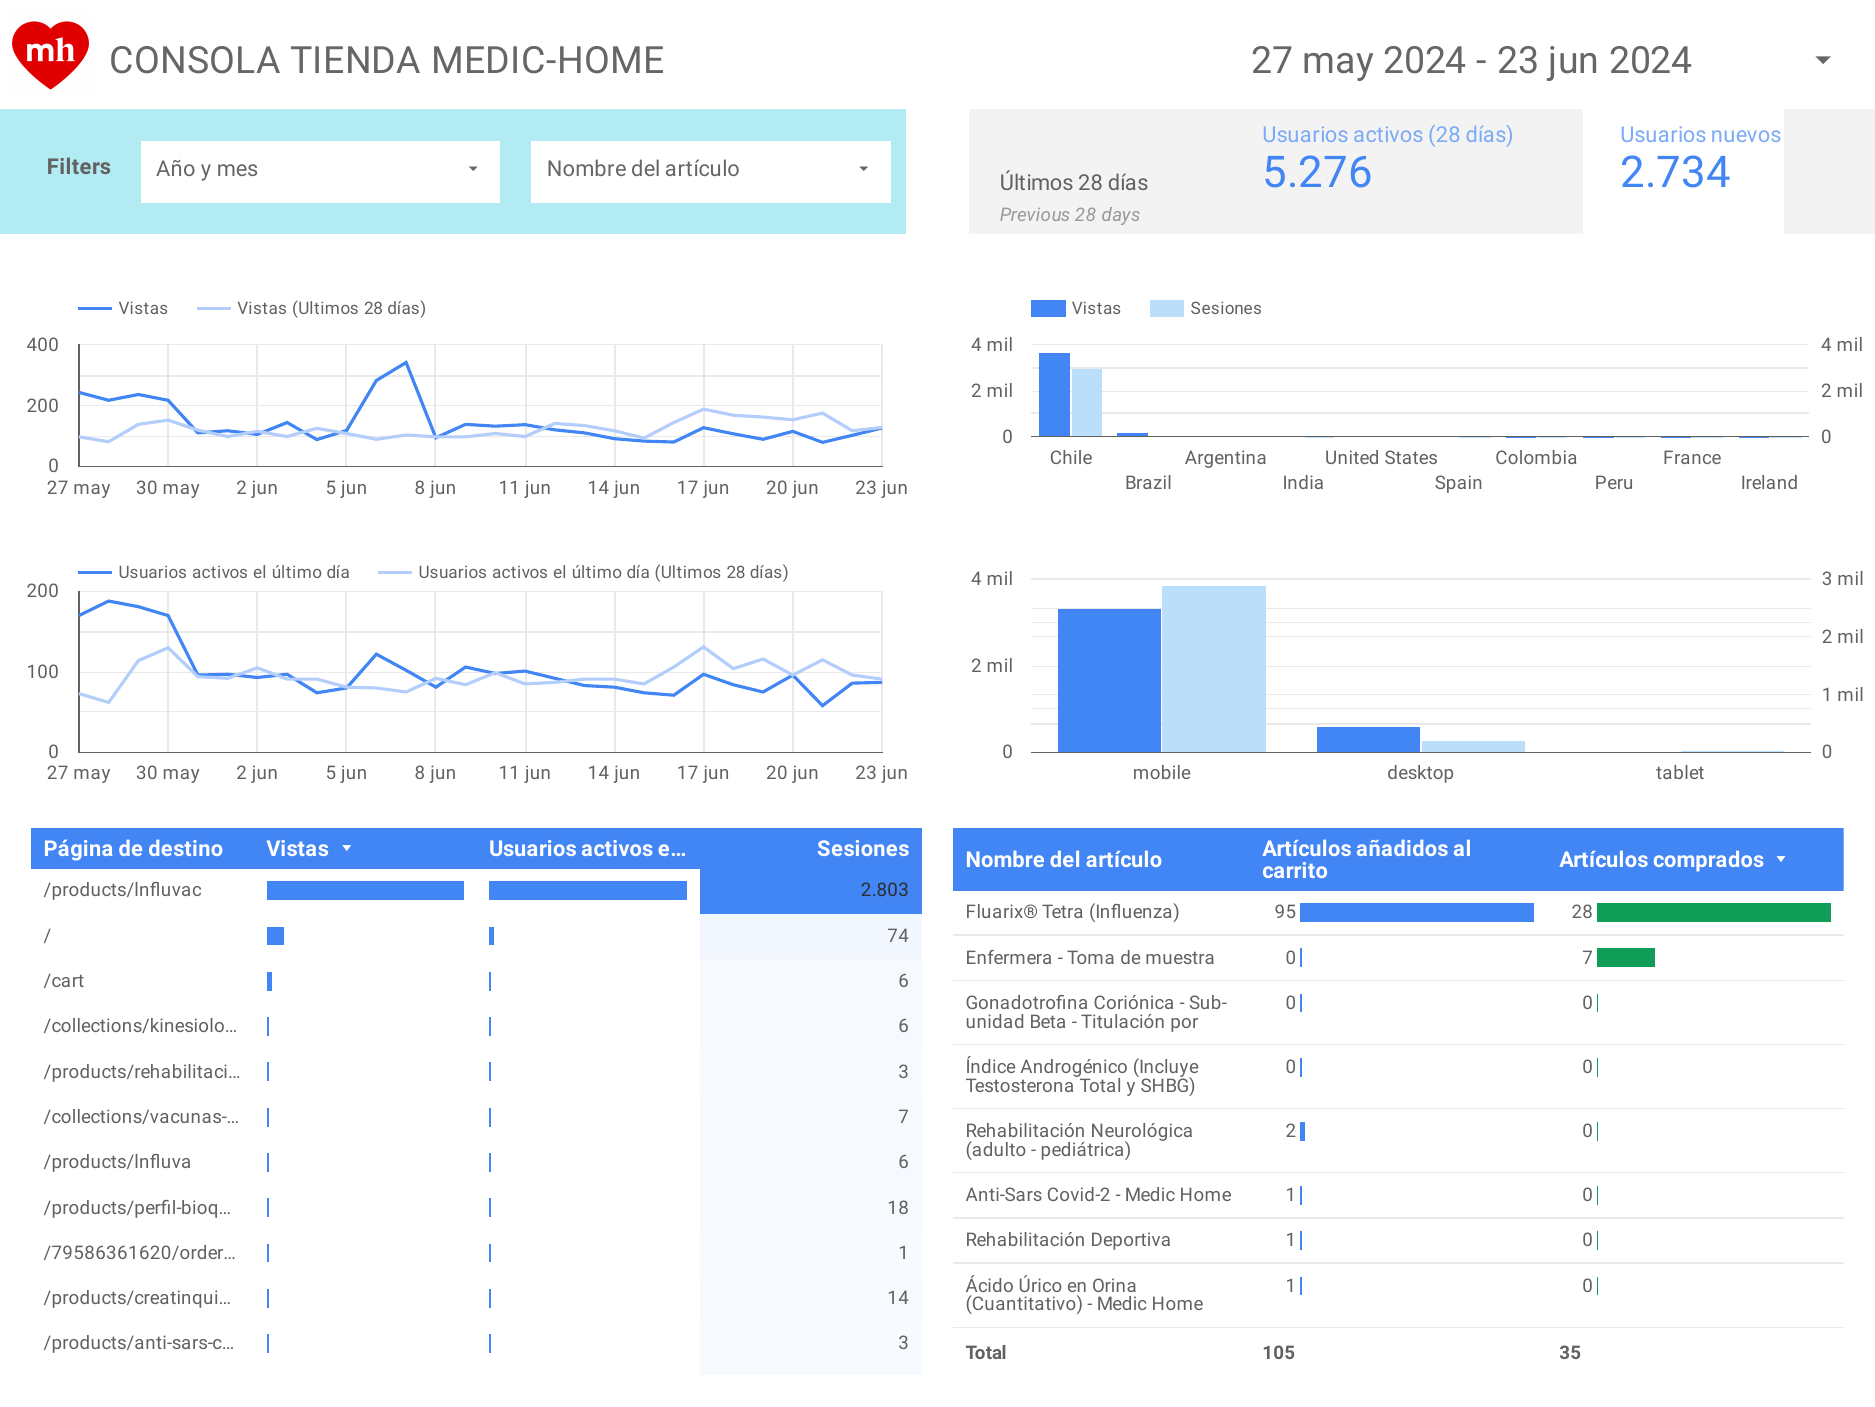 mh
CONSOLA TIENDA MEDIC-HOME
27 may 2024 - 23 jun 2024
Filters
Año y mes
Nombre del artículo
Últimos 28 días
Previous 28 days
Usuarios activos (28 días)
5.276
Usuarios nuevos
2.734
Vistas
Vistas (Ultimos 28 días)
400
200
0
27 may
30 may
2 jun
5 jun
8 jun
11 jun
14 jun
17 jun
20 jun
23 jun
Vistas
Sesiones
4 mil
2 mil
0
4 mil
2 mil
0
Chile
Brazil
Argentina
India
United States
Spain
Colombia
Peru
France
Ireland
Usuarios activos el último día
Usuarios activos el último día (Ultimos 28 días)
200
100
0
27 may
30 may
2 jun
5 jun
8 jun
11 jun
14 jun
17 jun
20 jun
23 jun
4 mil
2 mil
0
3 mil
2 mil
1 mil
0
mobile
desktop
tablet
Página de destino Vistas Usuarios activos e... Sesiones
/products/Influvac 2.803
/ 74
/cart 6
/collections/kinesiolo... 6
/products/rehabilitaci... 3
/collections/vacunas-... 7
/products/Influva 6
/products/perfil-bioq... 18
/79586361620/order... 1
/products/creatinqui... 14
/products/anti-sars-c... 3
Nombre del artículo
Artículos añadidos al
carrito
Artículos comprados
Fluarix® Tetra (Influenza) 95 28
Enfermera - Toma de muestra 0 7
Gonadotrofina Coriónica - Sub-
unidad Beta - Titulación por
0 0
Índice Androgénico (Incluye
Testosterona Total y SHBG)
0 0
Rehabilitación Neurológica
(adulto - pediátrica)
2 0
Anti-Sars Covid-2 - Medic Home 1 0
Rehabilitación Deportiva 1 0
Ácido Úrico en Orina
(Cuantitativo) - Medic Home
1 0
Total 105 35